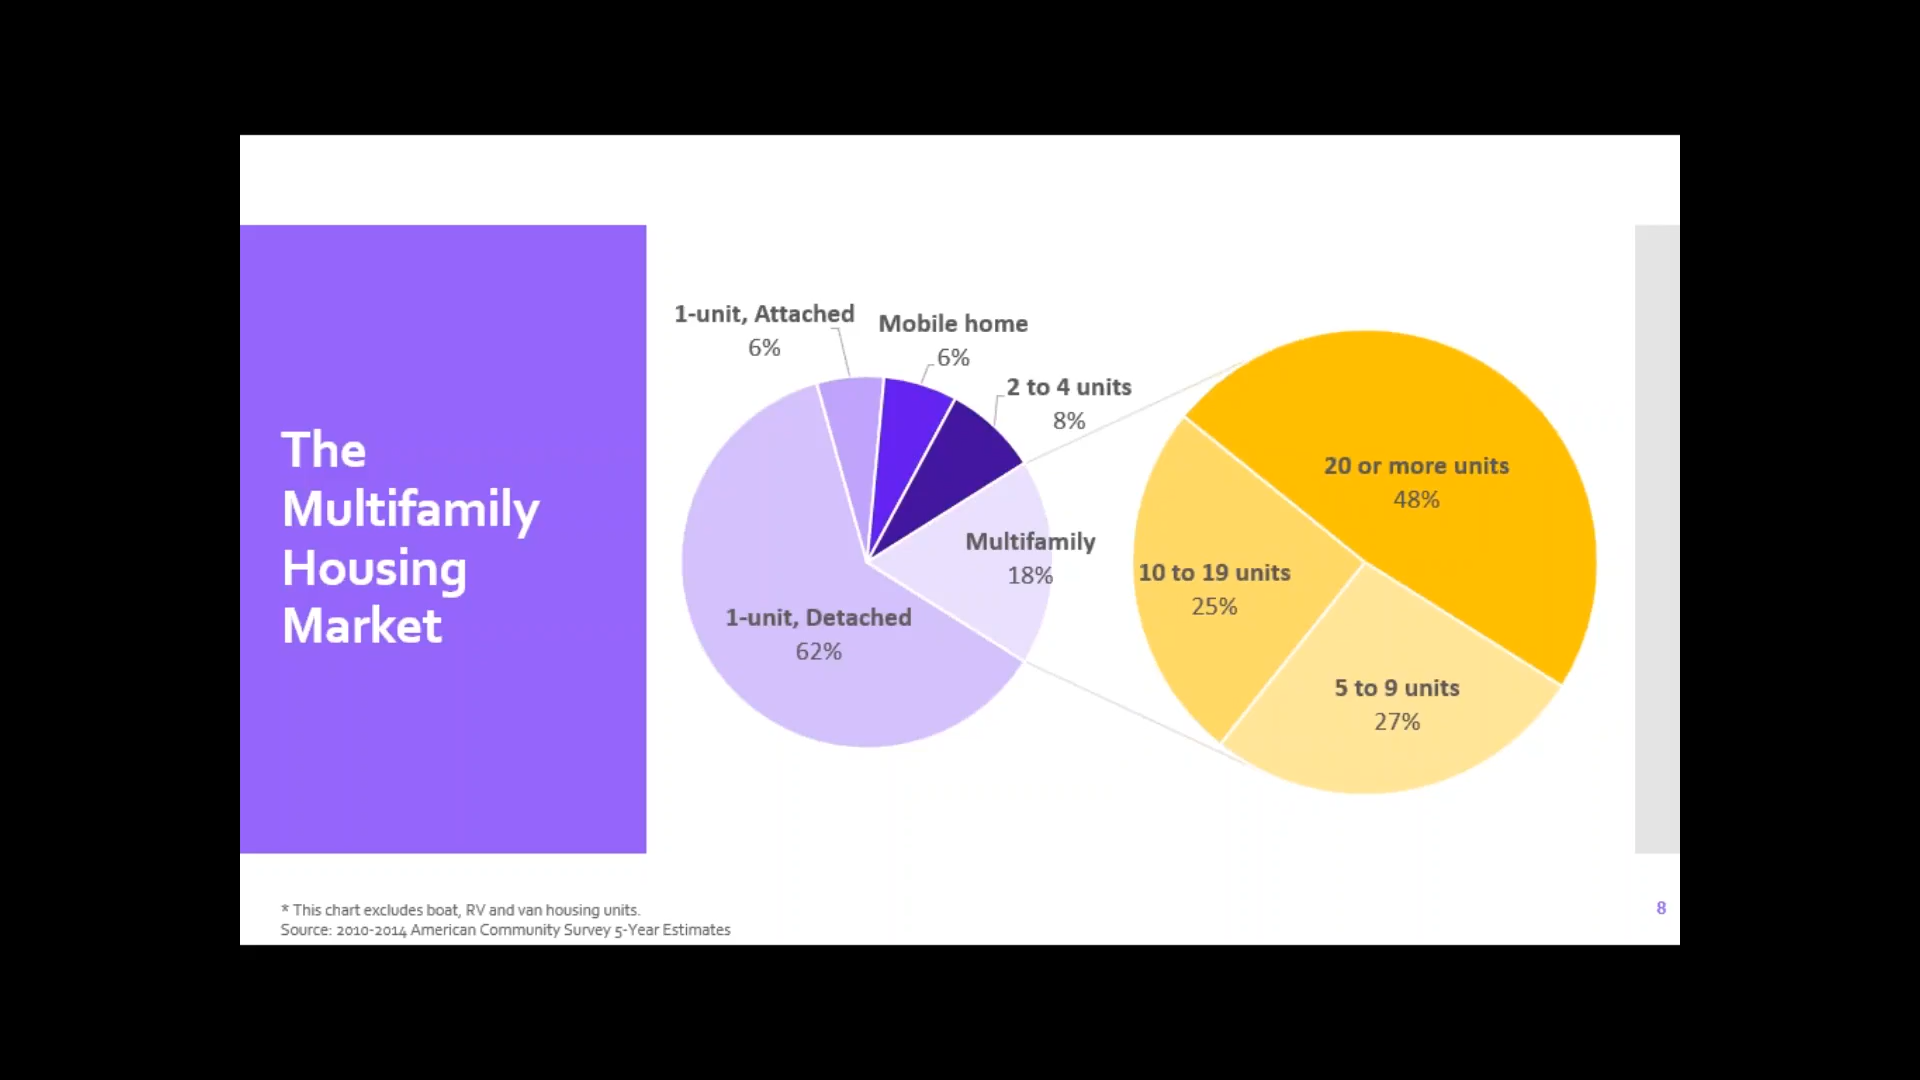 The
Multifamily
Housing
Market
1-unit, Attached
6%
Mobile home
6%
2 to 4 units
8%
Multifamily
18%
1-unit, Detached
62%
20 or more units
48%
10 to 19 units
25%
5 to 9 units
27%
* This chart excludes boat, RV and van housing units.
Source: 2010-2014 American Community Survey 5-Year Estimates
8